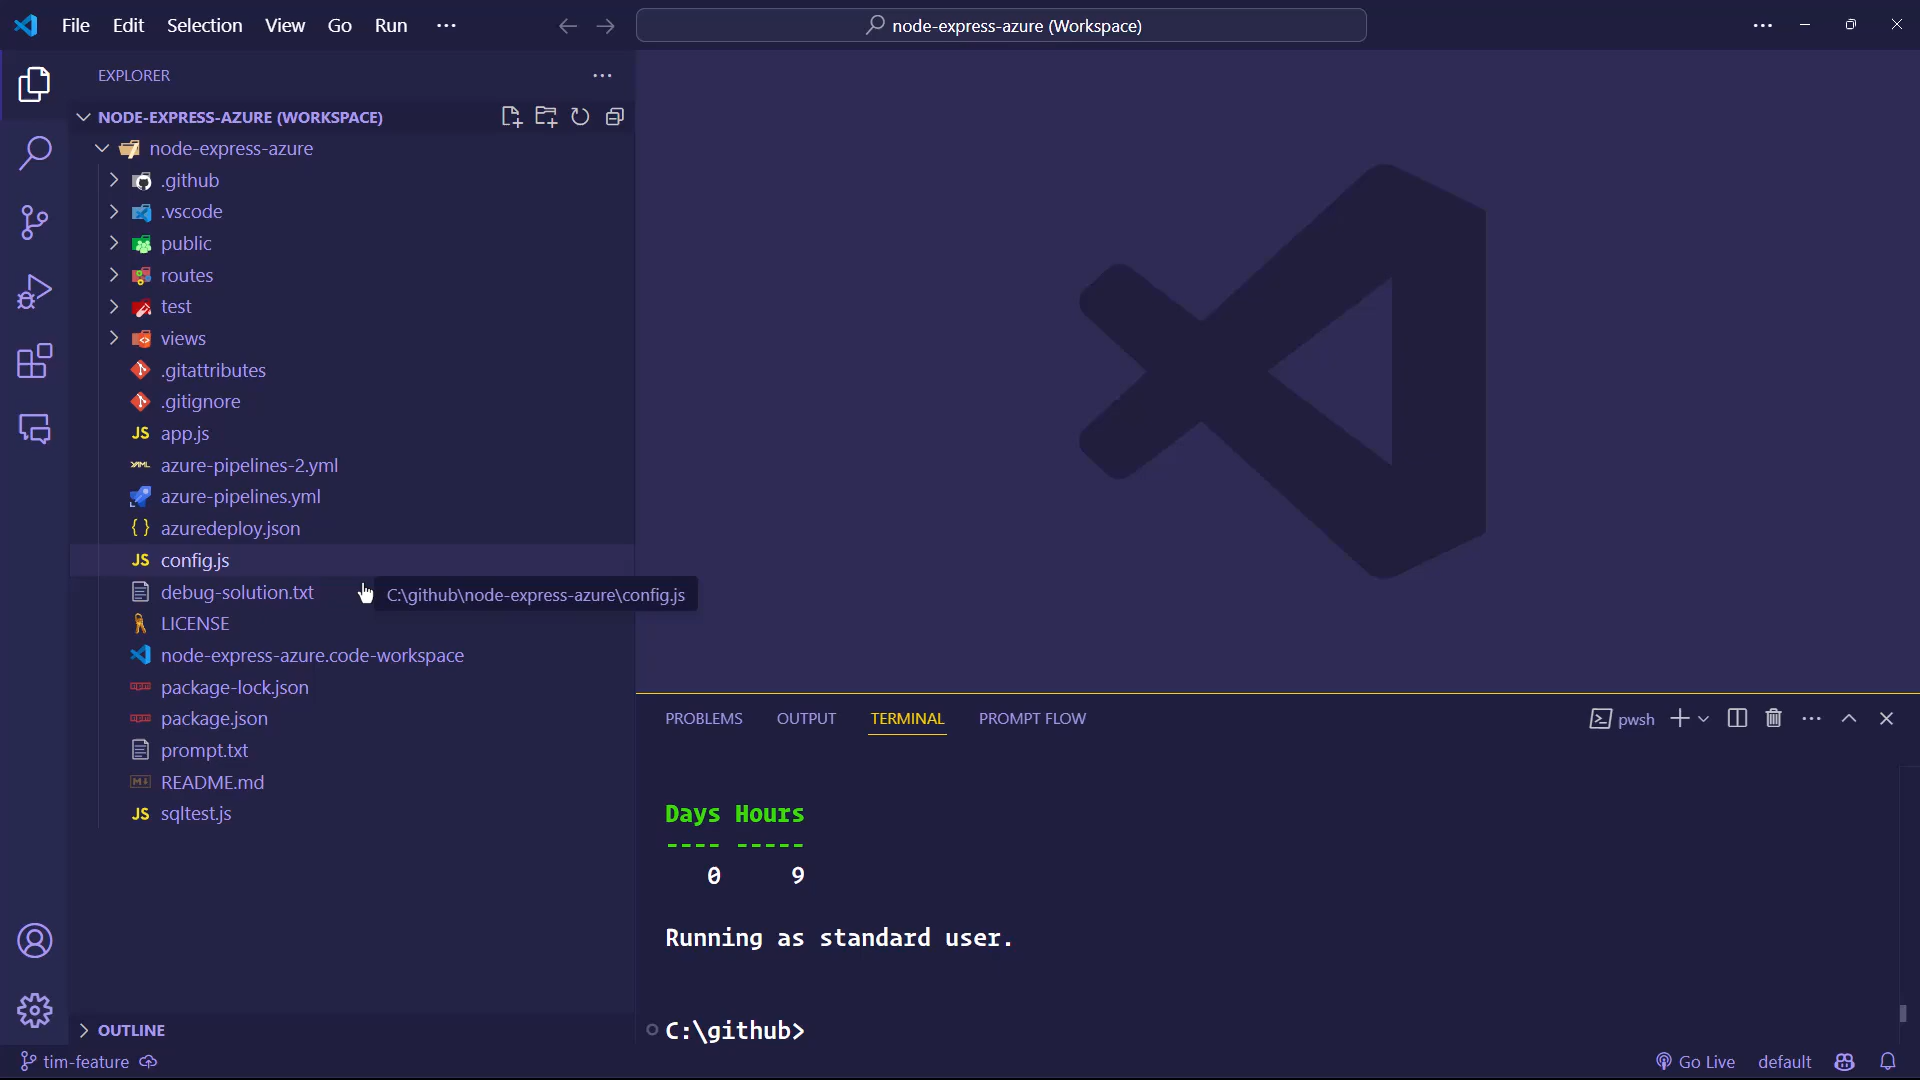 File Edit Selection View Go Run ···
node-express-azure (Workspace)
EXPLORER
NODE-EXPRESS-AZURE (WORKSPACE)
node-express-azure
.github
.vscode
public
routes
test
views
.gitattributes
.gitignore
JS app.js
YAML azure-pipelines-2.yml
azure-pipelines.yml
{ } azuredeploy.json
JS config.js
debug-solution.txt
C:\github\node-express-azure\config.js
LICENSE
node-express-azure.code-workspace
package-lock.json
package.json
prompt.txt
README.md
JS sqltest.js
OUTLINE
PROBLEMS OUTPUT TERMINAL PROMPT FLOW
pwsh
Days Hours
---- -----
0 9
Running as standard user.
C:\github>
tim-feature
Go Live default